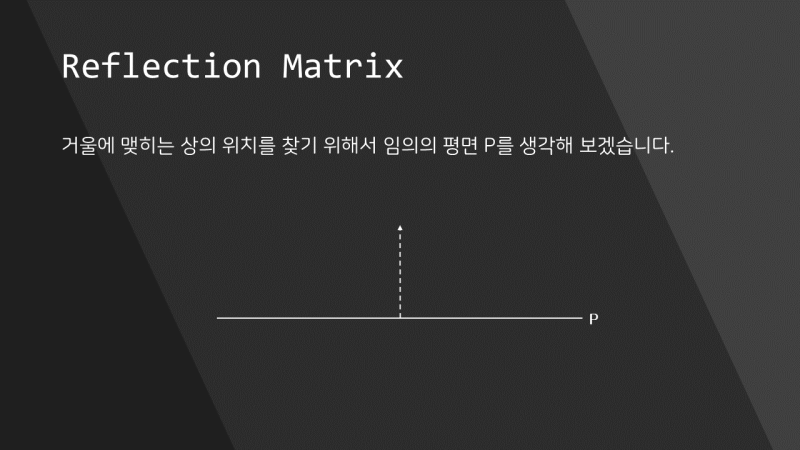 Reflection Matrix
거울에 맺히는 상의 위치를 찾기 위해서 임의의 평면 P를 생각해 보겠습니다.
P